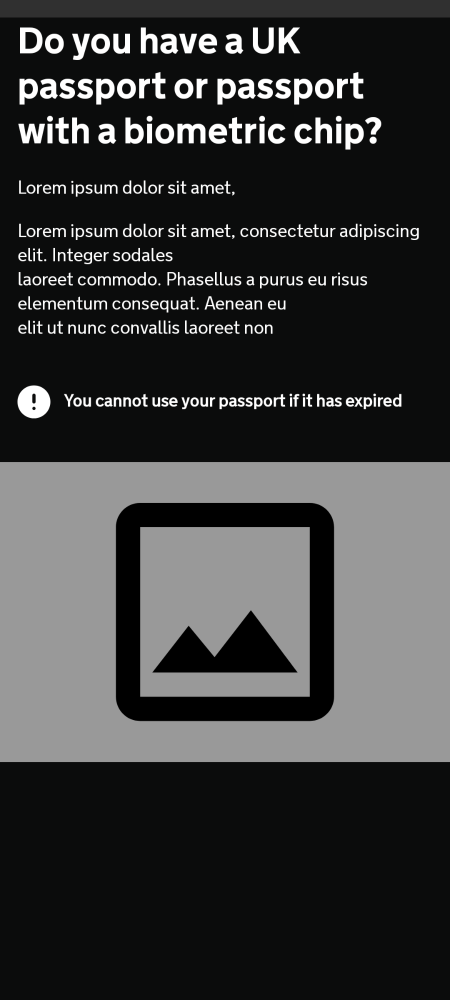 Do you have a UK
passport or passport
with a biometric chip?
Lorem ipsum dolor sit amet,
Lorem ipsum dolor sit amet, consectetur adipiscing
elit. Integer sodales
laoreet commodo. Phasellus a purus eu risus
elementum consequat. Aenean eu
elit ut nunc convallis laoreet non
You cannot use your passport if it has expired